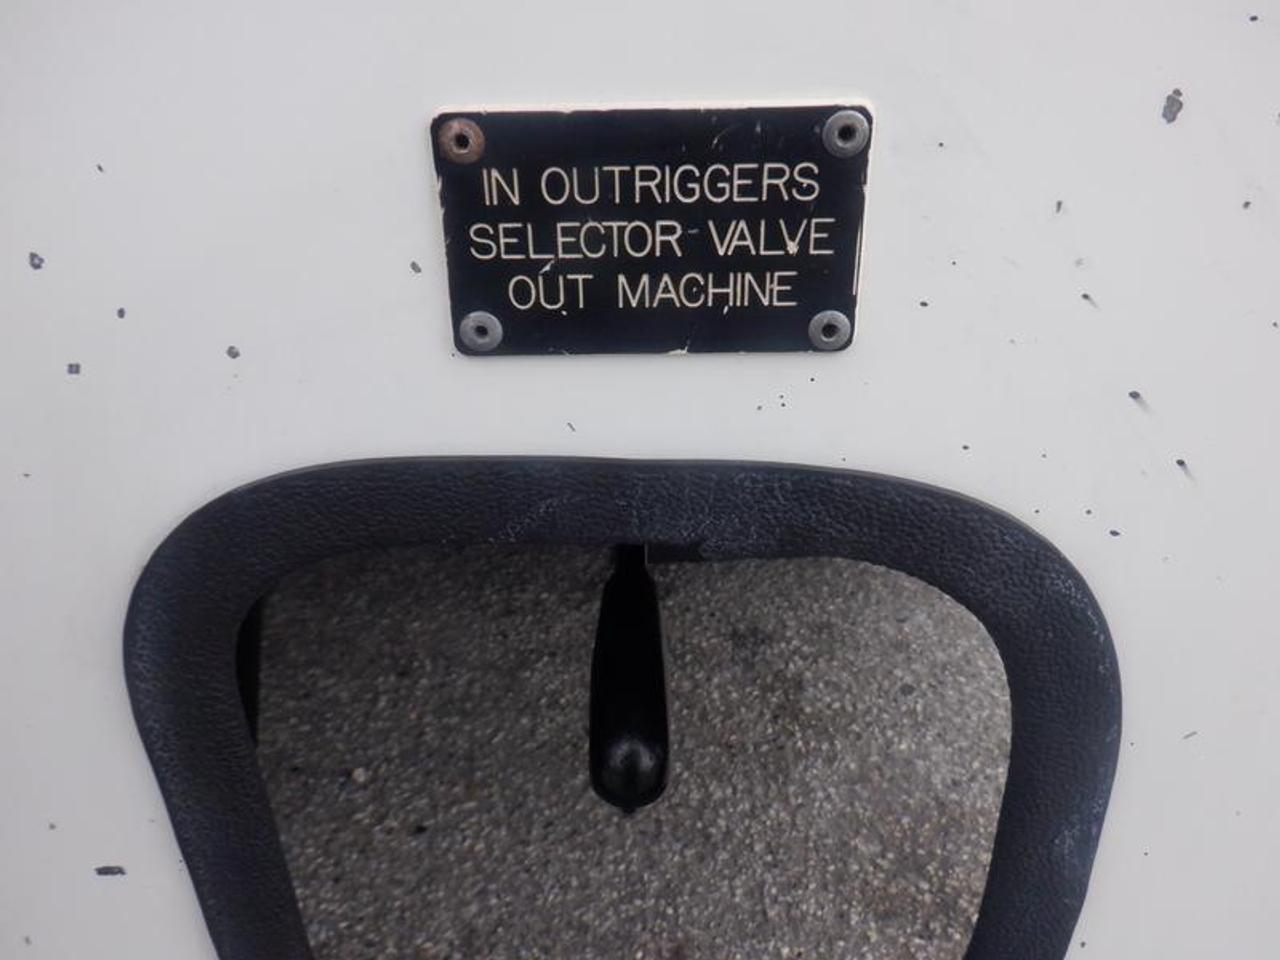 IN OUTRIGGERS
SELECTOR VALVE
OUT MACHINE